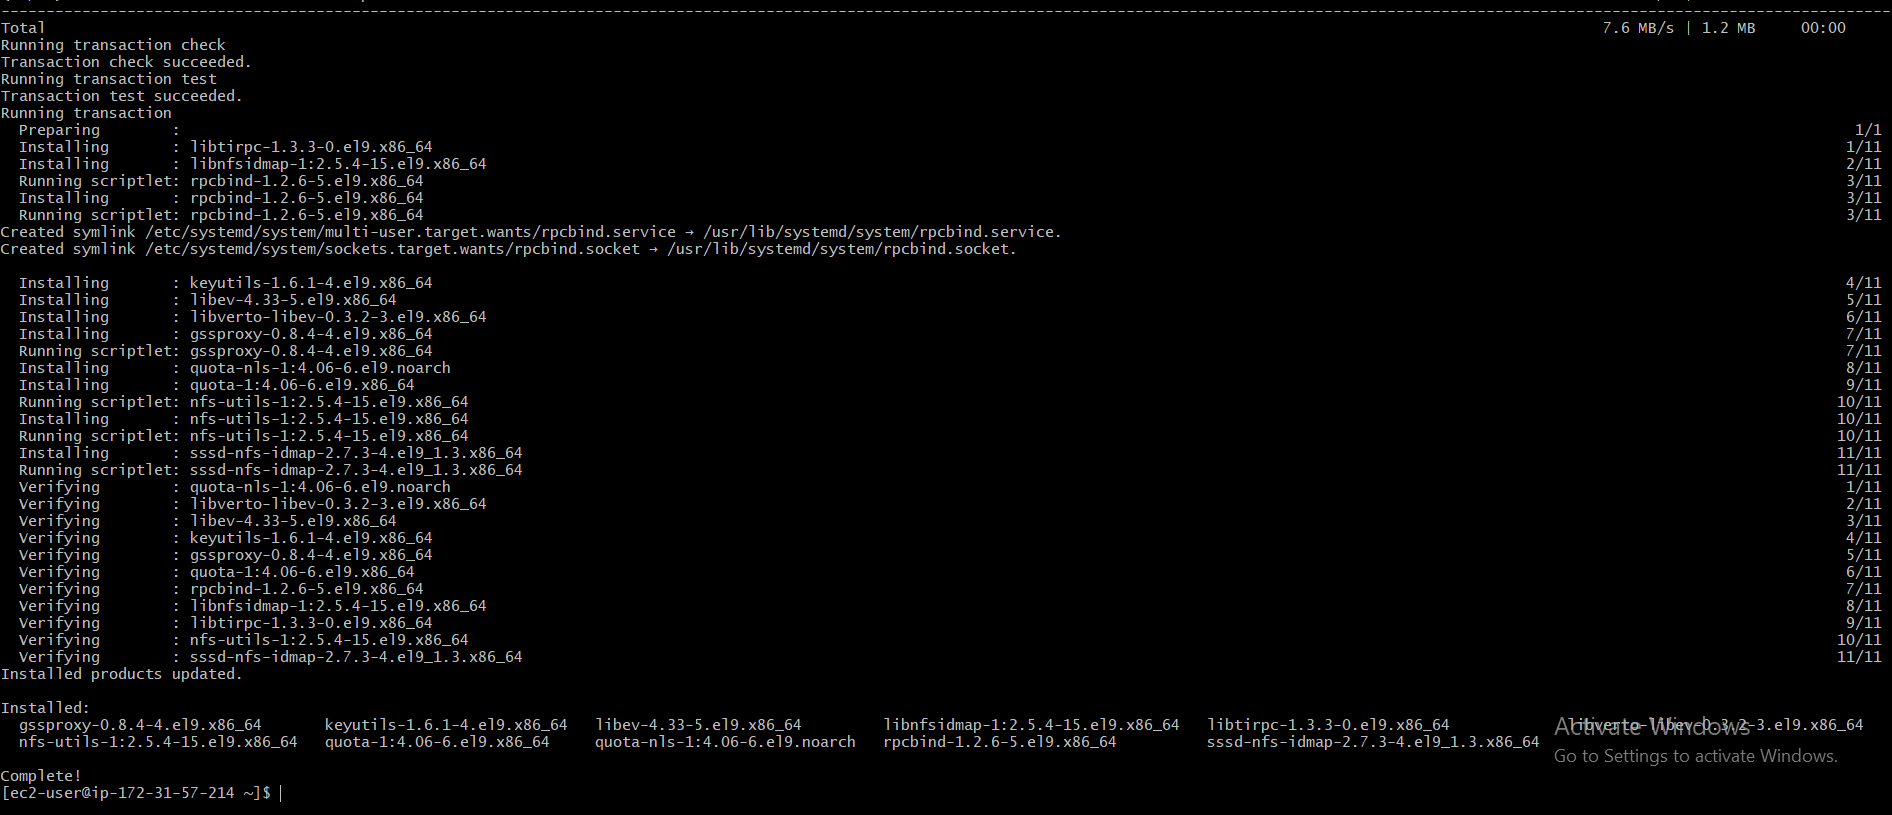 Total 7.6 MB/s | 1.2 MB 00:00
Running transaction check
Transaction check succeeded.
Running transaction test
Transaction test succeeded.
Running transaction
Preparing : 1/1
Installing : libtirpc-1.3.3-0.el9.x86_64 1/11
Installing : libnfsidmap-1:2.5.4-15.el9.x86_64 2/11
Running scriptlet: rpcbind-1.2.6-5.el9.x86_64 3/11
Installing : rpcbind-1.2.6-5.el9.x86_64 3/11
Running scriptlet: rpcbind-1.2.6-5.el9.x86_64 3/11
Created symlink /etc/systemd/system/multi-user.target.wants/rpcbind.service → /usr/lib/systemd/system/rpcbind.service.
Created symlink /etc/systemd/system/sockets.target.wants/rpcbind.socket → /usr/lib/systemd/system/rpcbind.socket.
Installing : keyutils-1.6.1-4.el9.x86_64 4/11
Installing : libev-4.33-5.el9.x86_64 5/11
Installing : libverto-libev-0.3.2-3.el9.x86_64 6/11
Installing : gssproxy-0.8.4-4.el9.x86_64 7/11
Running scriptlet: gssproxy-0.8.4-4.el9.x86_64 7/11
Installing : quota-nls-1:4.06-6.el9.noarch 8/11
Installing : quota-1:4.06-6.el9.x86_64 9/11
Running scriptlet: nfs-utils-1:2.5.4-15.el9.x86_64 10/11
Installing : nfs-utils-1:2.5.4-15.el9.x86_64 10/11
Running scriptlet: nfs-utils-1:2.5.4-15.el9.x86_64 10/11
Installing : sssd-nfs-idmap-2.7.3-4.el9_1.3.x86_64 11/11
Running scriptlet: sssd-nfs-idmap-2.7.3-4.el9_1.3.x86_64 11/11
Verifying : quota-nls-1:4.06-6.el9.noarch 1/11
Verifying : libverto-libev-0.3.2-3.el9.x86_64 2/11
Verifying : libev-4.33-5.el9.x86_64 3/11
Verifying : keyutils-1.6.1-4.el9.x86_64 4/11
Verifying : gssproxy-0.8.4-4.el9.x86_64 5/11
Verifying : quota-1:4.06-6.el9.x86_64 6/11
Verifying : rpcbind-1.2.6-5.el9.x86_64 7/11
Verifying : libnfsidmap-1:2.5.4-15.el9.x86_64 8/11
Verifying : libtirpc-1.3.3-0.el9.x86_64 9/11
Verifying : nfs-utils-1:2.5.4-15.el9.x86_64 10/11
Verifying : sssd-nfs-idmap-2.7.3-4.el9_1.3.x86_64 11/11
Installed products updated.
Installed:
gssproxy-0.8.4-4.el9.x86_64 keyutils-1.6.1-4.el9.x86_64 libev-4.33-5.el9.x86_64 libnfsidmap-1:2.5.4-15.el9.x86_64 libtirpc-1.3.3-0.el9.x86_64 libverto-libev-0.3.2-3.el9.x86_64
nfs-utils-1:2.5.4-15.el9.x86_64 quota-1:4.06-6.el9.x86_64 quota-nls-1:4.06-6.el9.noarch rpcbind-1.2.6-5.el9.x86_64 sssd-nfs-idmap-2.7.3-4.el9_1.3.x86_64
Activate Windows
Go to Settings to activate Windows.
Complete!
[ec2-user@ip-172-31-57-214 ~]$